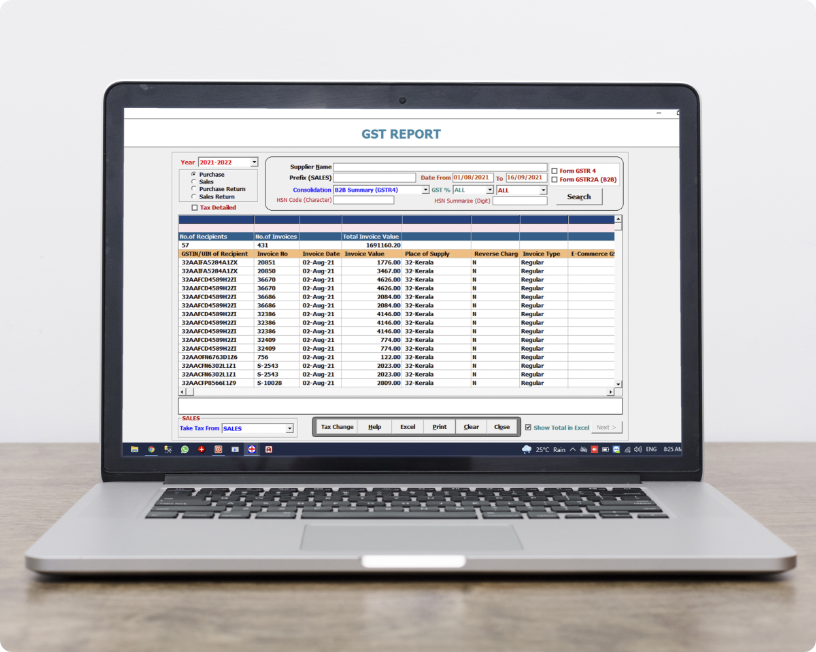 GST REPORT
Year 2021-2022
Purchase
Sales
Purchase Return
Sales Return
Tax Detailed
Supplier Name
Prefix (SALES) Date From 01/08/2021 To 16/09/2021
Consolidation B2B Summary (GSTR4) GST % ALL ALL
HSN Code (Character) HSN Summarize (Digit)
Form GSTR 4
Form GSTR2A (B2B)
Search
No.of Recipients No.of Invoices Total Invoice Value
57 431 1691160.20
GSTIN/UIN of Recipient Invoice No Invoice Date Invoice Value Place of Supply Reverse Charg Invoice Type E-Commerce G
32AAIFA5284A1ZX 20851 02-Aug-21 1776.00 32-Kerala N Regular
32AAIFA5284A1ZX 20850 02-Aug-21 3467.00 32-Kerala N Regular
32AAFCD4589H2ZI 36670 02-Aug-21 4626.00 32-Kerala N Regular
32AAFCD4589H2ZI 36670 02-Aug-21 4626.00 32-Kerala N Regular
32AAFCD4589H2ZI 36686 02-Aug-21 2084.00 32-Kerala N Regular
32AAFCD4589H2ZI 36686 02-Aug-21 2084.00 32-Kerala N Regular
32AAFCD4589H2ZI 32386 02-Aug-21 4146.00 32-Kerala N Regular
32AAFCD4589H2ZI 32386 02-Aug-21 4146.00 32-Kerala N Regular
32AAFCD4589H2ZI 32386 02-Aug-21 4146.00 32-Kerala N Regular
32AAFCD4589H2ZI 32409 02-Aug-21 774.00 32-Kerala N Regular
32AAFCD4589H2ZI 32409 02-Aug-21 774.00 32-Kerala N Regular
32AAOFN6763D1Z6 756 02-Aug-21 122.00 32-Kerala N Regular
32AACFN6302L1Z1 S-2543 02-Aug-21 2023.00 32-Kerala N Regular
32AACFN6302L1Z1 S-2543 02-Aug-21 2023.00 32-Kerala N Regular
32AACFP8566E1Z9 S-10028 02-Aug-21 2809.00 32-Kerala N Regular
SALES
Take Tax From SALES
Tax Change Help Excel Print Clear Close
Show Total in Excel Next >
25°C Rain ENG 8:25 AM